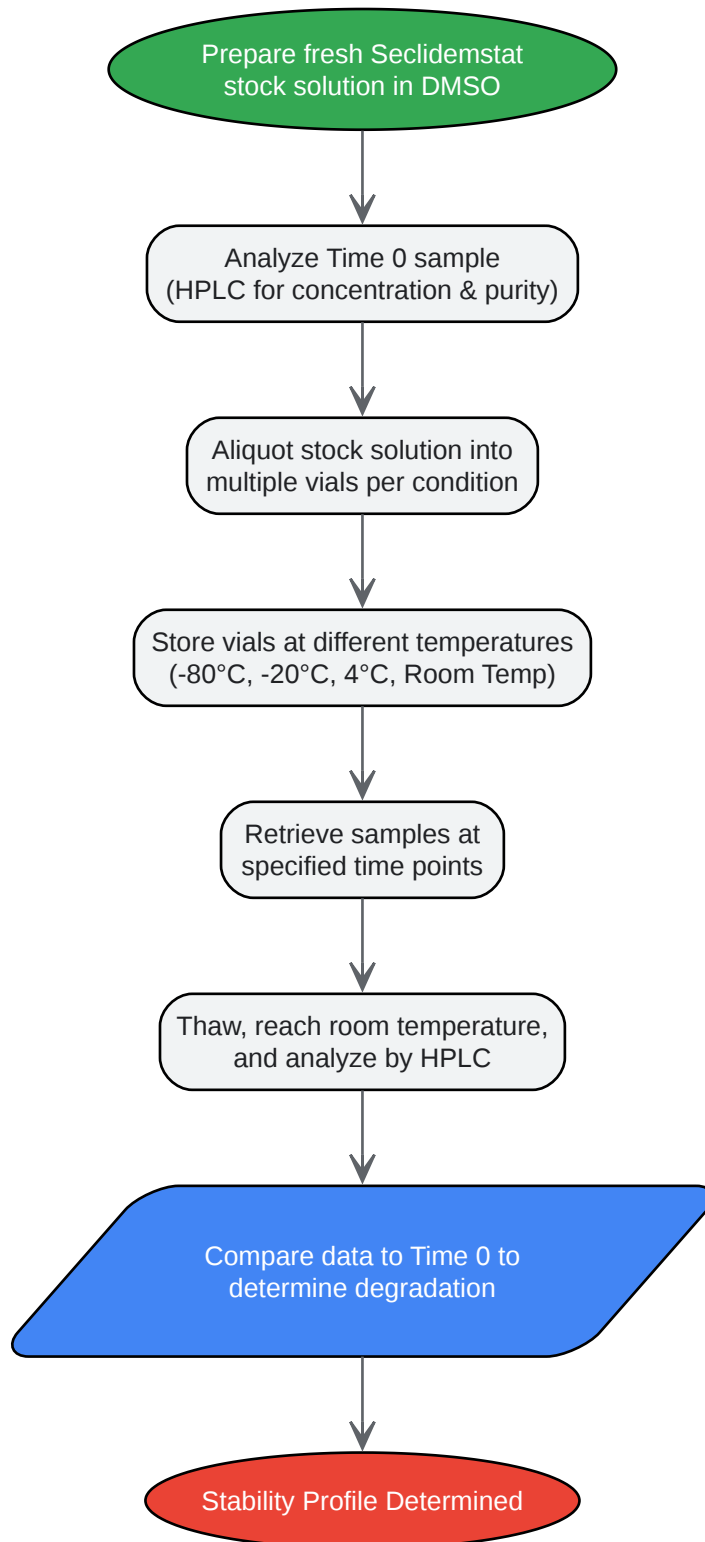 Prepare fresh Seclidemstat
stock solution in DMSO
Analyze Time 0 sample
(HPLC for concentration & purity)
Aliquot stock solution into
multiple vials per condition
Store vials at different temperatures
(-80°C, -20°C, 4°C, Room Temp)
Retrieve samples at
specified time points
Thaw, reach room temperature,
and analyze by HPLC
Compare data to Time 0 to
determine degradation
Stability Profile Determined